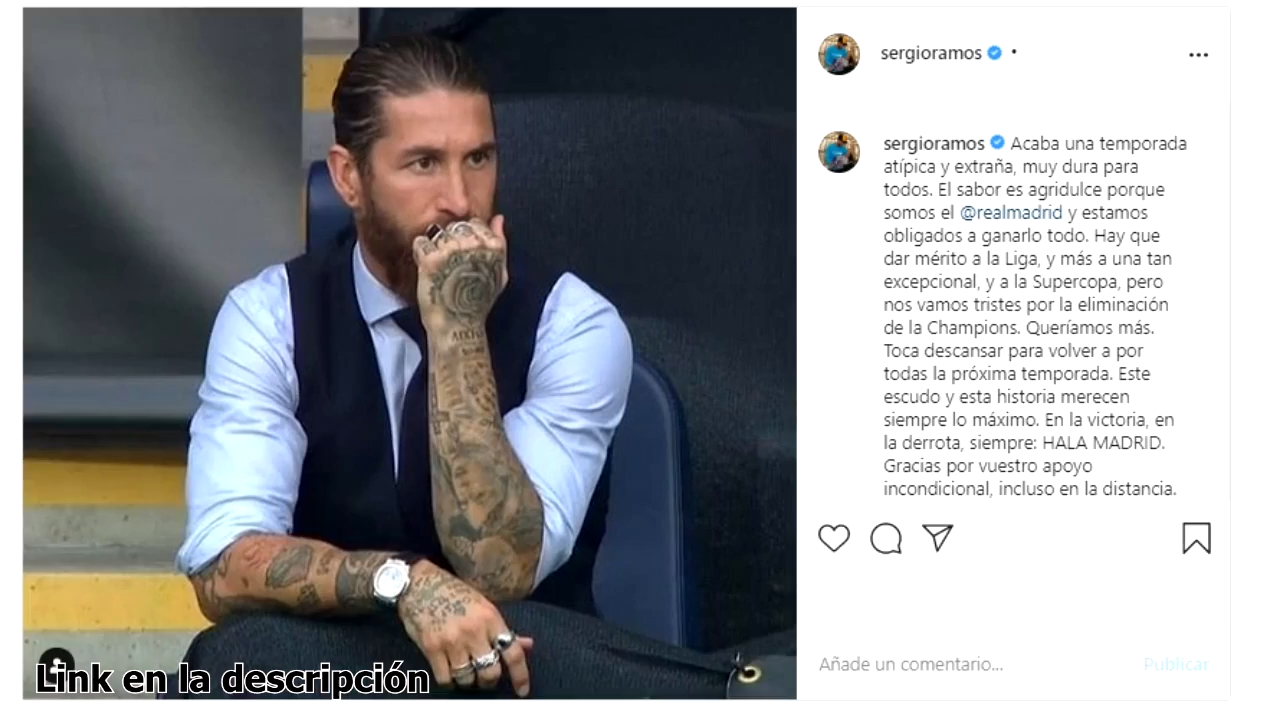 sergioramos •
sergioramos Acaba una temporada
atípica y extraña, muy dura para
todos. El sabor es agridulce porque
somos el @realmadrid y estamos
obligados a ganarlo todo. Hay que
dar mérito a la Liga, y más a una tan
excepcional, y a la Supercopa, pero
nos vamos tristes por la eliminación
de la Champions. Queríamos más.
Toca descansar para volver a por
todas la próxima temporada. Este
escudo y esta historia merecen
siempre lo máximo. En la victoria, en
la derrota, siempre: HALA MADRID.
Gracias por vuestro apoyo
incondicional, incluso en la distancia.
Añade un comentario... Publicar
Link en la descripción